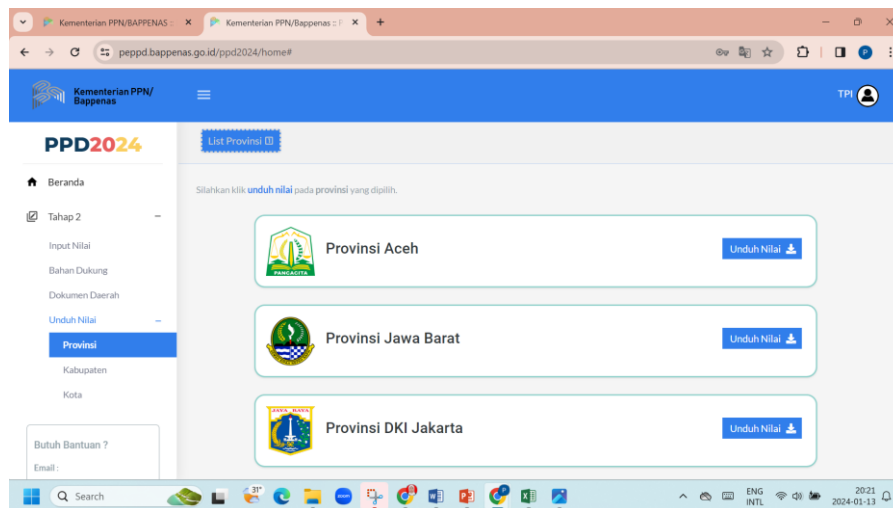 Kementerian PPN/BAPPENAS ::
Kementerian PPN/Bappenas :: P
peppd.bappenas.go.id/ppd2024/home#
P
Kementerian PPN/
Bappenas
TPI
PPD2024
List Provinsi
Beranda
Silahkan klik unduh nilai pada provinsi yang dipilih.
Tahap 2
Input Nilai
Bahan Dukung
Dokumen Daerah
Unduh Nilai
Provinsi
Kabupaten
Kota
PANCACITA
Provinsi Aceh
Unduh Nilai
Provinsi Jawa Barat
Unduh Nilai
JAYA RAYA
Provinsi DKI Jakarta
Unduh Nilai
Butuh Bantuan ?
Email :
Search
31°
ENG
INTL
20:21
2024-01-13